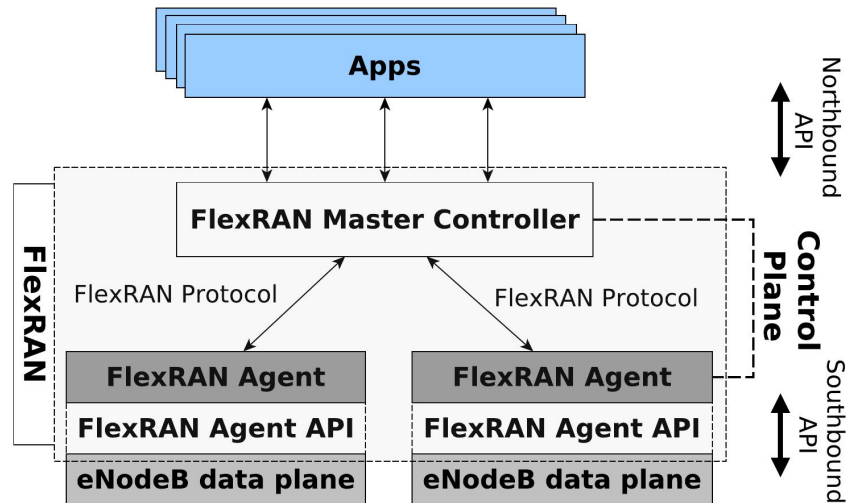 Apps
Northbound
API
FlexRAN Master Controller
FlexRAN
FlexRAN Protocol
FlexRAN Protocol
Control
Plane
FlexRAN Agent
FlexRAN Agent
FlexRAN Agent API
FlexRAN Agent API
Southbound
API
eNodeB data plane
eNodeB data plane